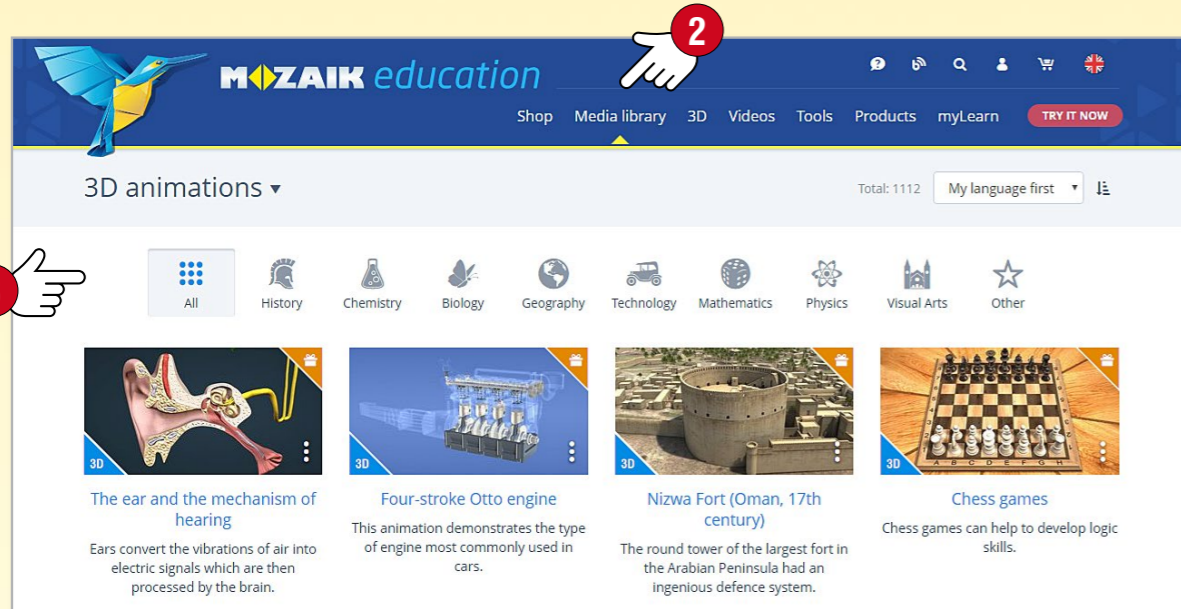 2
MOZAIK education
Shop Media library 3D Videos Tools Products myLearn TRY IT NOW
3D animations
Total: 1112 My language first
All History Chemistry Biology Geography Technology Mathematics Physics Visual Arts Other
3D 3D 3D 3D
A B C D E F G H
The ear and the mechanism of
hearing
Ears convert the vibrations of air into
electric signals which are then
processed by the brain.
Four-stroke Otto engine
This animation demonstrates the type
of engine most commonly used in
cars.
Nizwa Fort (Oman, 17th
century)
The round tower of the largest fort in
the Arabian Peninsula had an
ingenious defence system.
Chess games
Chess games can help to develop logic
skills.